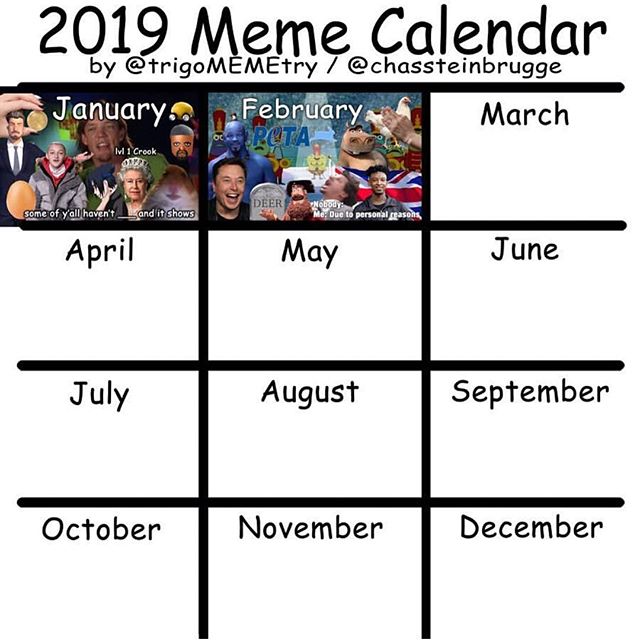 2019 Meme Calendar
by @trigoMEMEtry / @chassteinbrugge
January
lvl 1 Crook
some of y'all haven't ___ and it shows
February
PETA
DEER
Nobody:
Me: Due to personal reasons
March
April
May
June
July
August
September
October
November
December